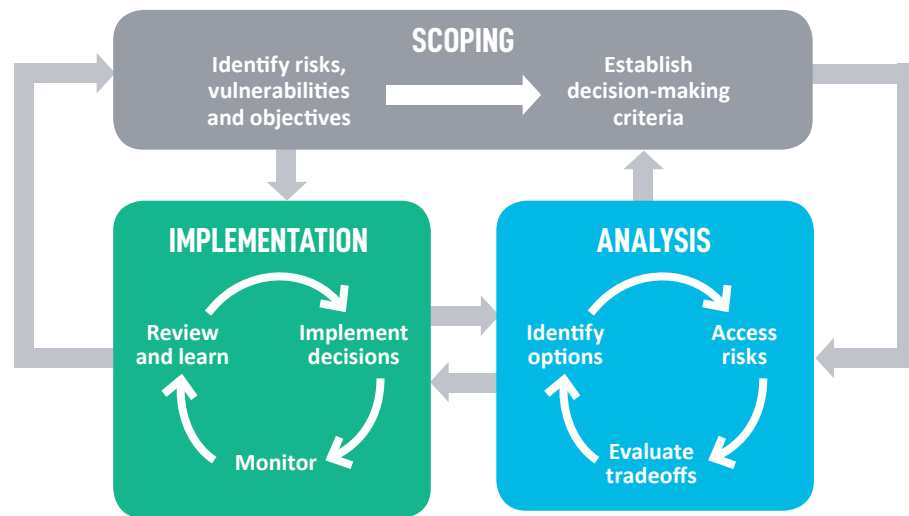 SCOPING
Identify risks,
vulnerabilities
and objectives
Establish
decision-making
criteria
IMPLEMENTATION
Review
and learn
Implement
decisions
Monitor
ANALYSIS
Identify
options
Access
risks
Evaluate
tradeoffs